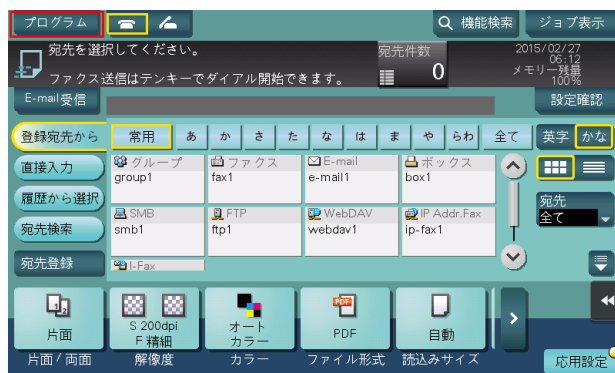 プログラム
機能検索
ジョブ表示
宛先を選択してください。
ファクス送信はテンキーでダイアル開始できます。
宛先件数
0
2015/02/27
06:12
メモリー残量
100%
E-mail受信
設定確認
登録宛先から
常用
あ
か
さ
た
な
は
ま
や
らわ
全て
英字
かな
直接入力
グループ
group1
ファクス
fax1
E-mail
e-mail1
ボックス
box1
履歴から選択
宛先
全て
宛先検索
SMB
smb1
FTP
ftp1
WebDAV
webdav1
IP Addr.Fax
ip-fax1
宛先登録
I-Fax
片面
S 200dpi
F 精細
オート
カラー
PDF
PDF
自動
片面 / 両面
解像度
カラー
ファイル形式
読込みサイズ
応用設定